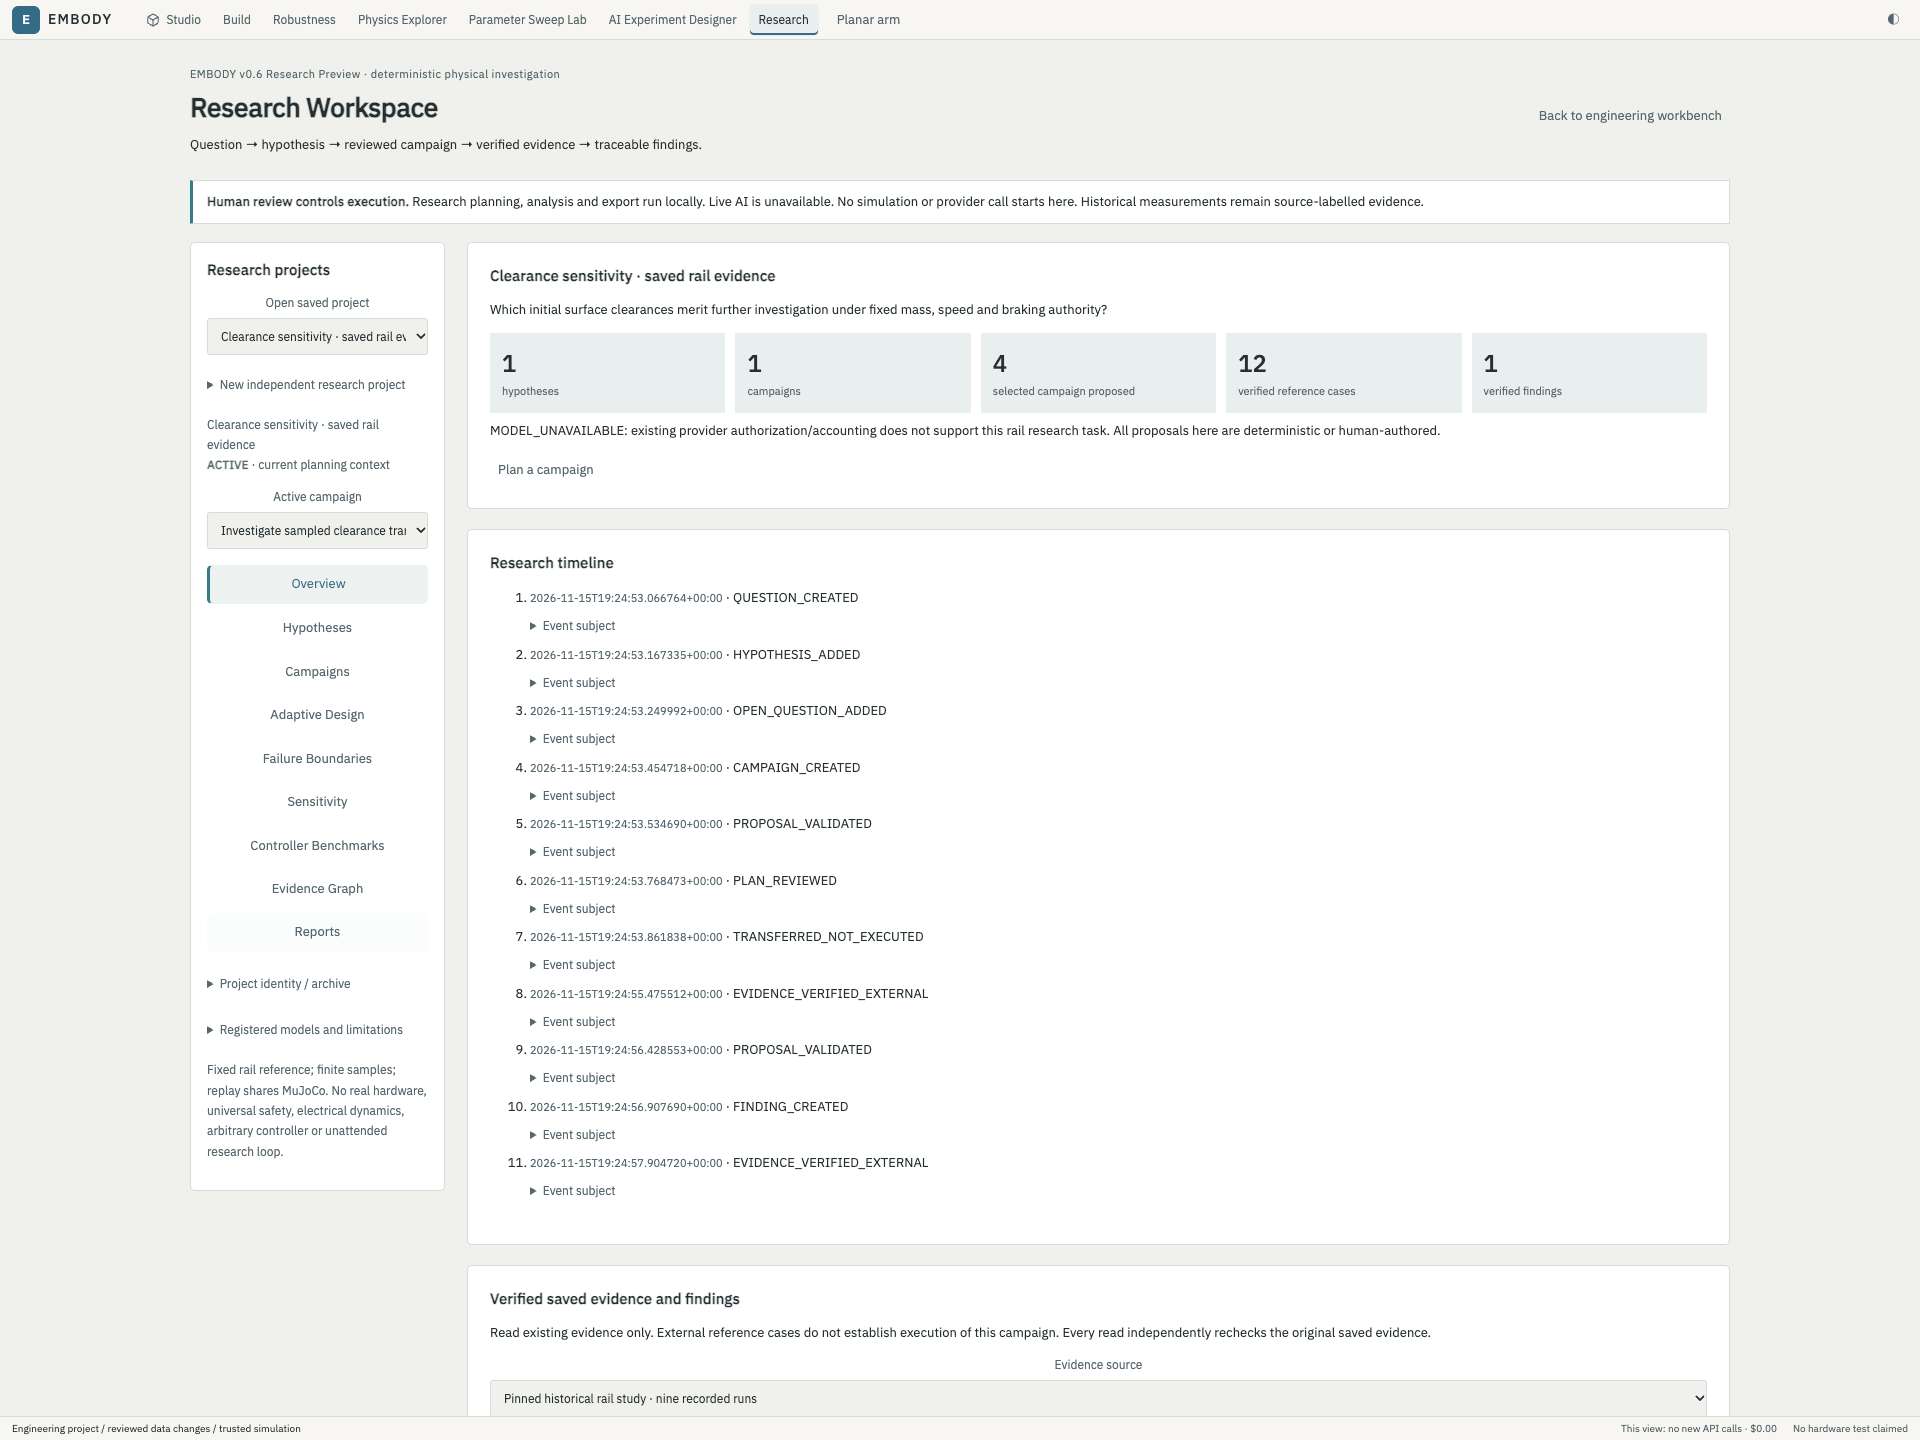 E EMBODY Studio Build Robustness Physics Explorer Parameter Sweep Lab AI Experiment Designer Research Planar arm
EMBODY v0.6 Research Preview · deterministic physical investigation
Research Workspace
Back to engineering workbench
Question → hypothesis → reviewed campaign → verified evidence → traceable findings.
Human review controls execution. Research planning, analysis and export run locally. Live AI is unavailable. No simulation or provider call starts here. Historical measurements remain source-labelled evidence.
Research projects
Open saved project
Clearance sensitivity · saved rail ev
New independent research project
Clearance sensitivity · saved rail
evidence
ACTIVE · current planning context
Active campaign
Investigate sampled clearance tra
Overview
Hypotheses
Campaigns
Adaptive Design
Failure Boundaries
Sensitivity
Controller Benchmarks
Evidence Graph
Reports
Project identity / archive
Registered models and limitations
Fixed rail reference; finite samples;
replay shares MuJoCo. No real hardware,
universal safety, electrical dynamics,
arbitrary controller or unattended
research loop.
Clearance sensitivity · saved rail evidence
Which initial surface clearances merit further investigation under fixed mass, speed and braking authority?
1
hypotheses
1
campaigns
4
selected campaign proposed
12
verified reference cases
1
verified findings
MODEL_UNAVAILABLE: existing provider authorization/accounting does not support this rail research task. All proposals here are deterministic or human-authored.
Plan a campaign
Research timeline
1. 2026-11-15T19:24:53.066764+00:00 · QUESTION_CREATED
Event subject
2. 2026-11-15T19:24:53.167335+00:00 · HYPOTHESIS_ADDED
Event subject
3. 2026-11-15T19:24:53.249992+00:00 · OPEN_QUESTION_ADDED
Event subject
4. 2026-11-15T19:24:53.454718+00:00 · CAMPAIGN_CREATED
Event subject
5. 2026-11-15T19:24:53.534690+00:00 · PROPOSAL_VALIDATED
Event subject
6. 2026-11-15T19:24:53.768473+00:00 · PLAN_REVIEWED
Event subject
7. 2026-11-15T19:24:53.861838+00:00 · TRANSFERRED_NOT_EXECUTED
Event subject
8. 2026-11-15T19:24:55.475512+00:00 · EVIDENCE_VERIFIED_EXTERNAL
Event subject
9. 2026-11-15T19:24:56.428553+00:00 · PROPOSAL_VALIDATED
Event subject
10. 2026-11-15T19:24:56.907690+00:00 · FINDING_CREATED
Event subject
11. 2026-11-15T19:24:57.904720+00:00 · EVIDENCE_VERIFIED_EXTERNAL
Event subject
Verified saved evidence and findings
Read existing evidence only. External reference cases do not establish execution of this campaign. Every read independently rechecks the original saved evidence.
Evidence source
Pinned historical rail study · nine recorded runs
Engineering project / reviewed data changes / trusted simulation
This view: no new API calls · $0.00 No hardware test claimed